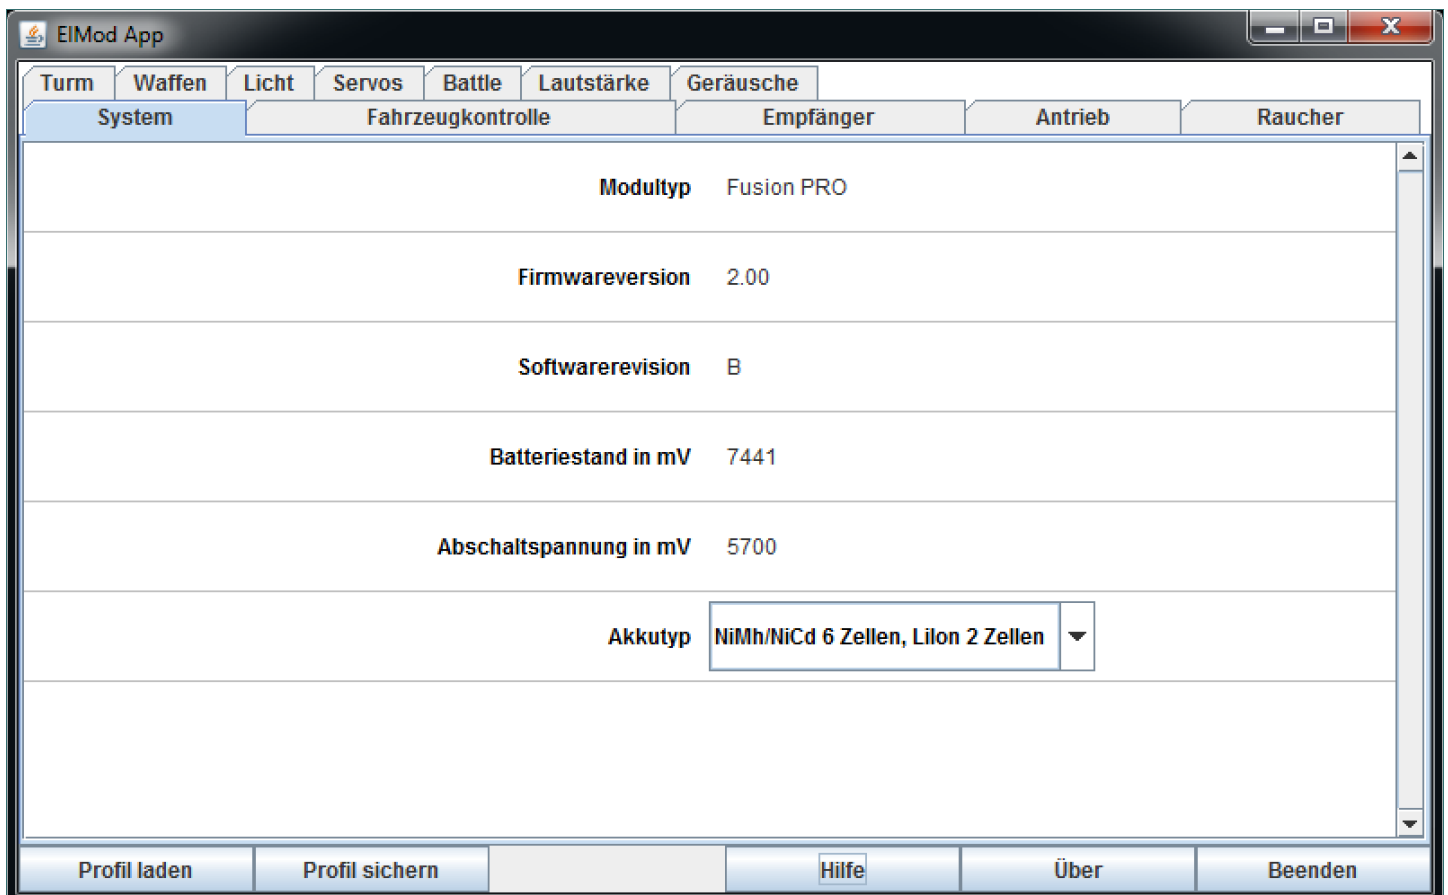 ElMod App
Turm Waffen Licht Servos Battle Lautstärke Geräusche
System Fahrzeugkontrolle Empfänger Antrieb Raucher
Modultyp Fusion PRO
Firmwareversion 2.00
Softwarerevision B
Batteriestand in mV 7441
Abschaltspannung in mV 5700
Akkutyp NiMh/NiCd 6 Zellen, LiIon 2 Zellen
Profil laden Profil sichern Hilfe Über Beenden